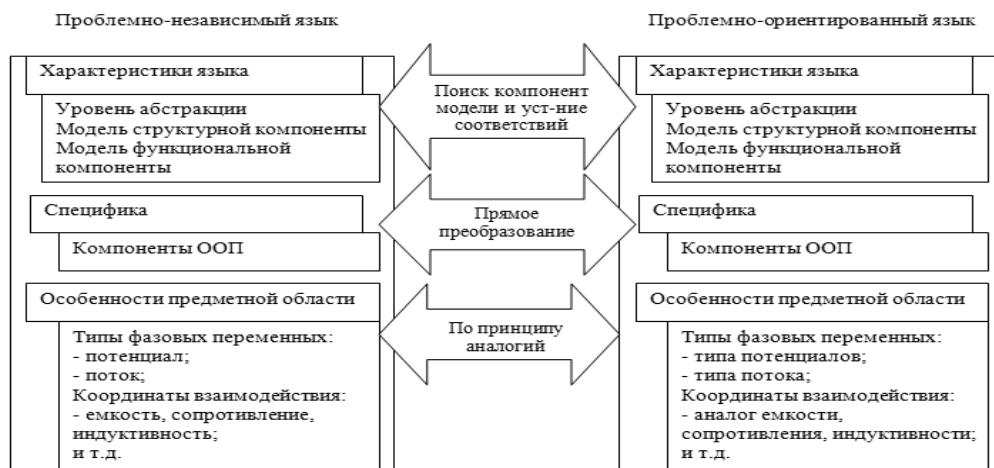 Проблемно-независимый язык
Характеристики языка
Уровень абстракции
Модель структурной компоненты
Модель функциональной
компоненты
Специфика
Компоненты ООП
Особенности предметной области
Типы фазовых переменных:
- потенциал;
- поток;
Координаты взаимодействия:
- емкость, сопротивление,
индуктивность;
и т.д.
Поиск компонент
модели и уст-ние
соответствий
Прямое
преобразование
По принципу
аналогий
Проблемно-ориентированный язык
Характеристики языка
Уровень абстракции
Модель структурной компоненты
Модель функциональной
компоненты
Специфика
Компоненты ООП
Особенности предметной области
Типы фазовых переменных:
- типа потенциалов;
- типа потока;
Координаты взаимодействия:
- аналог емкости,
сопротивления, индуктивности;
и т.д.